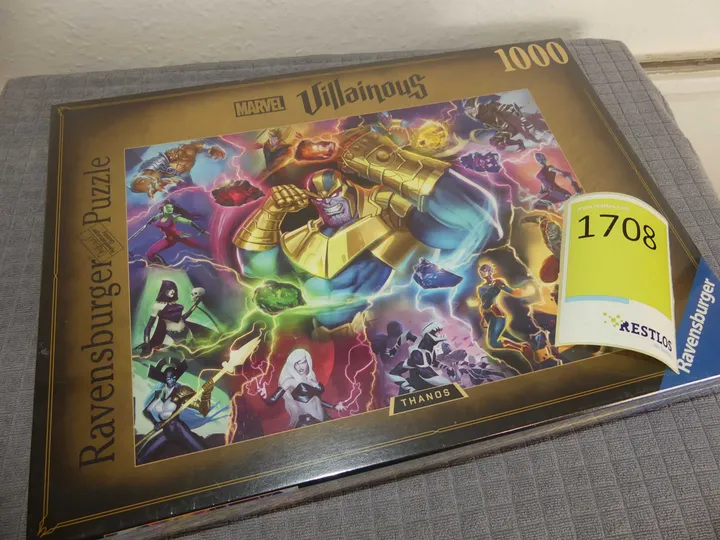 1000
MARVEL Villainous
Ravensburger Puzzle
THANOS
1708
RESTLOS
Ravensburger